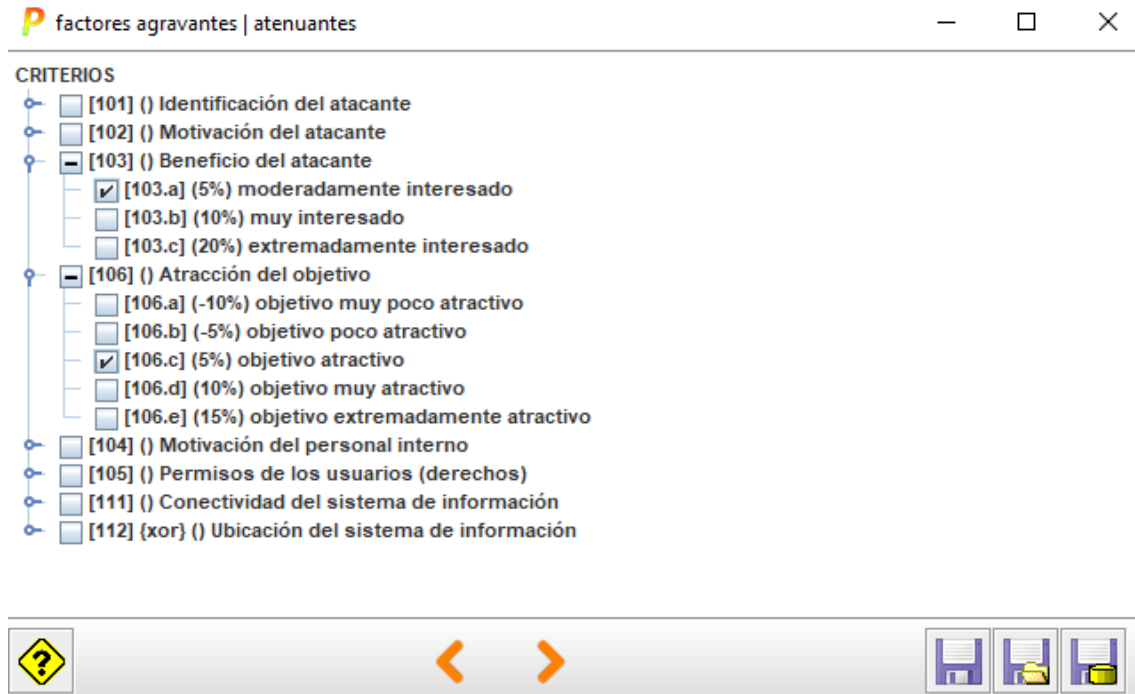 factores agravantes | atenuantes
CRITERIOS
[101] () Identificación del atacante
[102] () Motivación del atacante
[103] () Beneficio del atacante
[103.a] (5%) moderadamente interesado
[103.b] (10%) muy interesado
[103.c] (20%) extremadamente interesado
[106] () Atracción del objetivo
[106.a] (-10%) objetivo muy poco atractivo
[106.b] (-5%) objetivo poco atractivo
[106.c] (5%) objetivo atractivo
[106.d] (10%) objetivo muy atractivo
[106.e] (15%) objetivo extremadamente atractivo
[104] () Motivación del personal interno
[105] () Permisos de los usuarios (derechos)
[111] () Conectividad del sistema de información
[112] {xor} () Ubicación del sistema de información